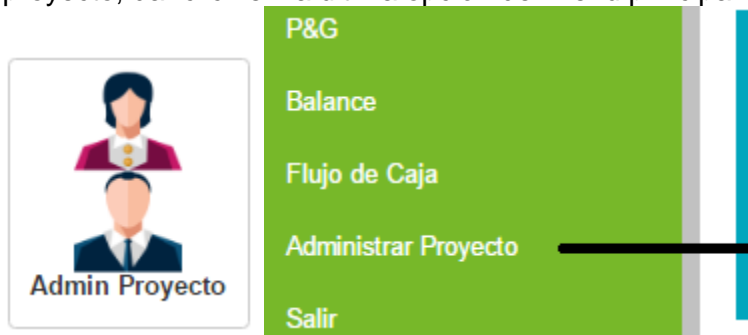 P&G
Balance
Flujo de Caja
Administrar Proyecto
Admin Proyecto
Salir